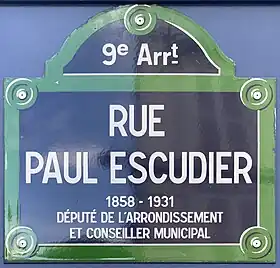 9e Arrt
RUE
PAUL ESCUDIER
1858 - 1931
DÉPUTÉ DE L'ARRONDISSEMENT
ET CONSEILLER MUNICIPAL